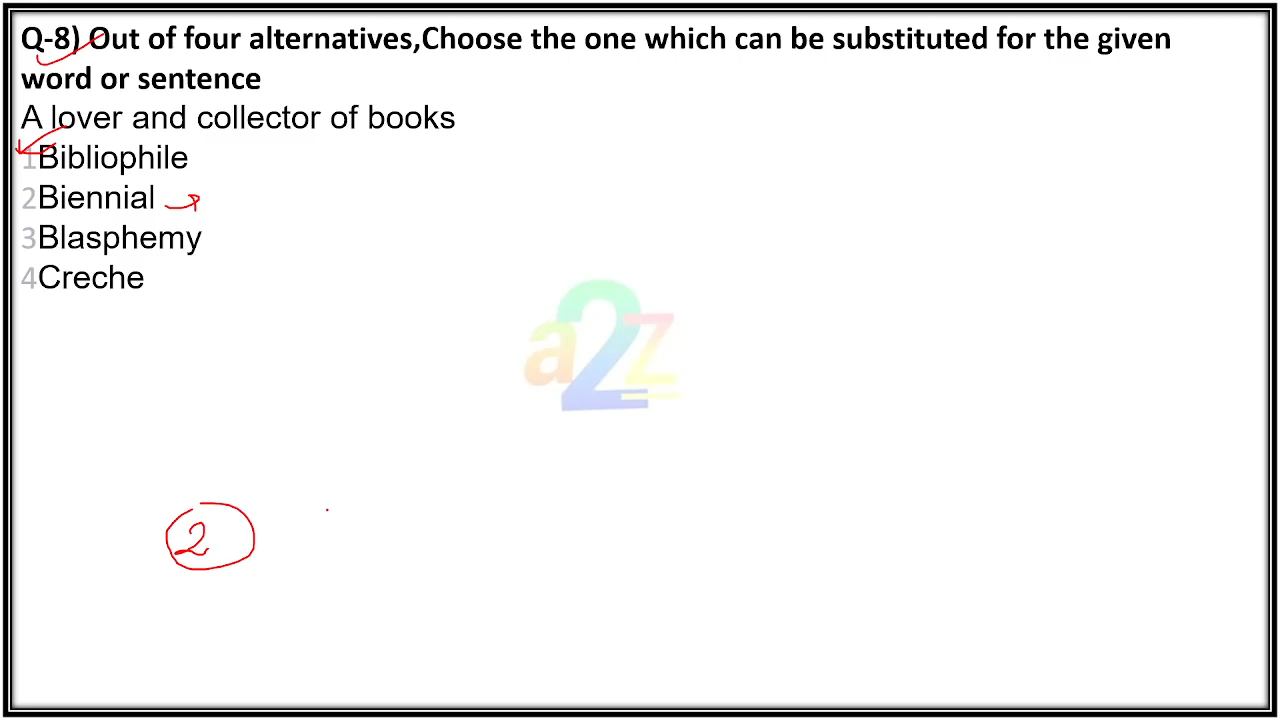 Q-8) Out of four alternatives,Choose the one which can be substituted for the given
word or sentence
A lover and collector of books
1Bibliophile
2Biennial
3Blasphemy
4Creche
a2z
2